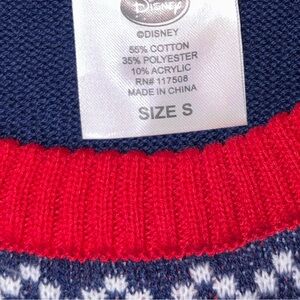 Disney
©DISNEY
55% COTTON
35% POLYESTER
10% ACRYLIC
RN# 117508
MADE IN CHINA
SIZE S